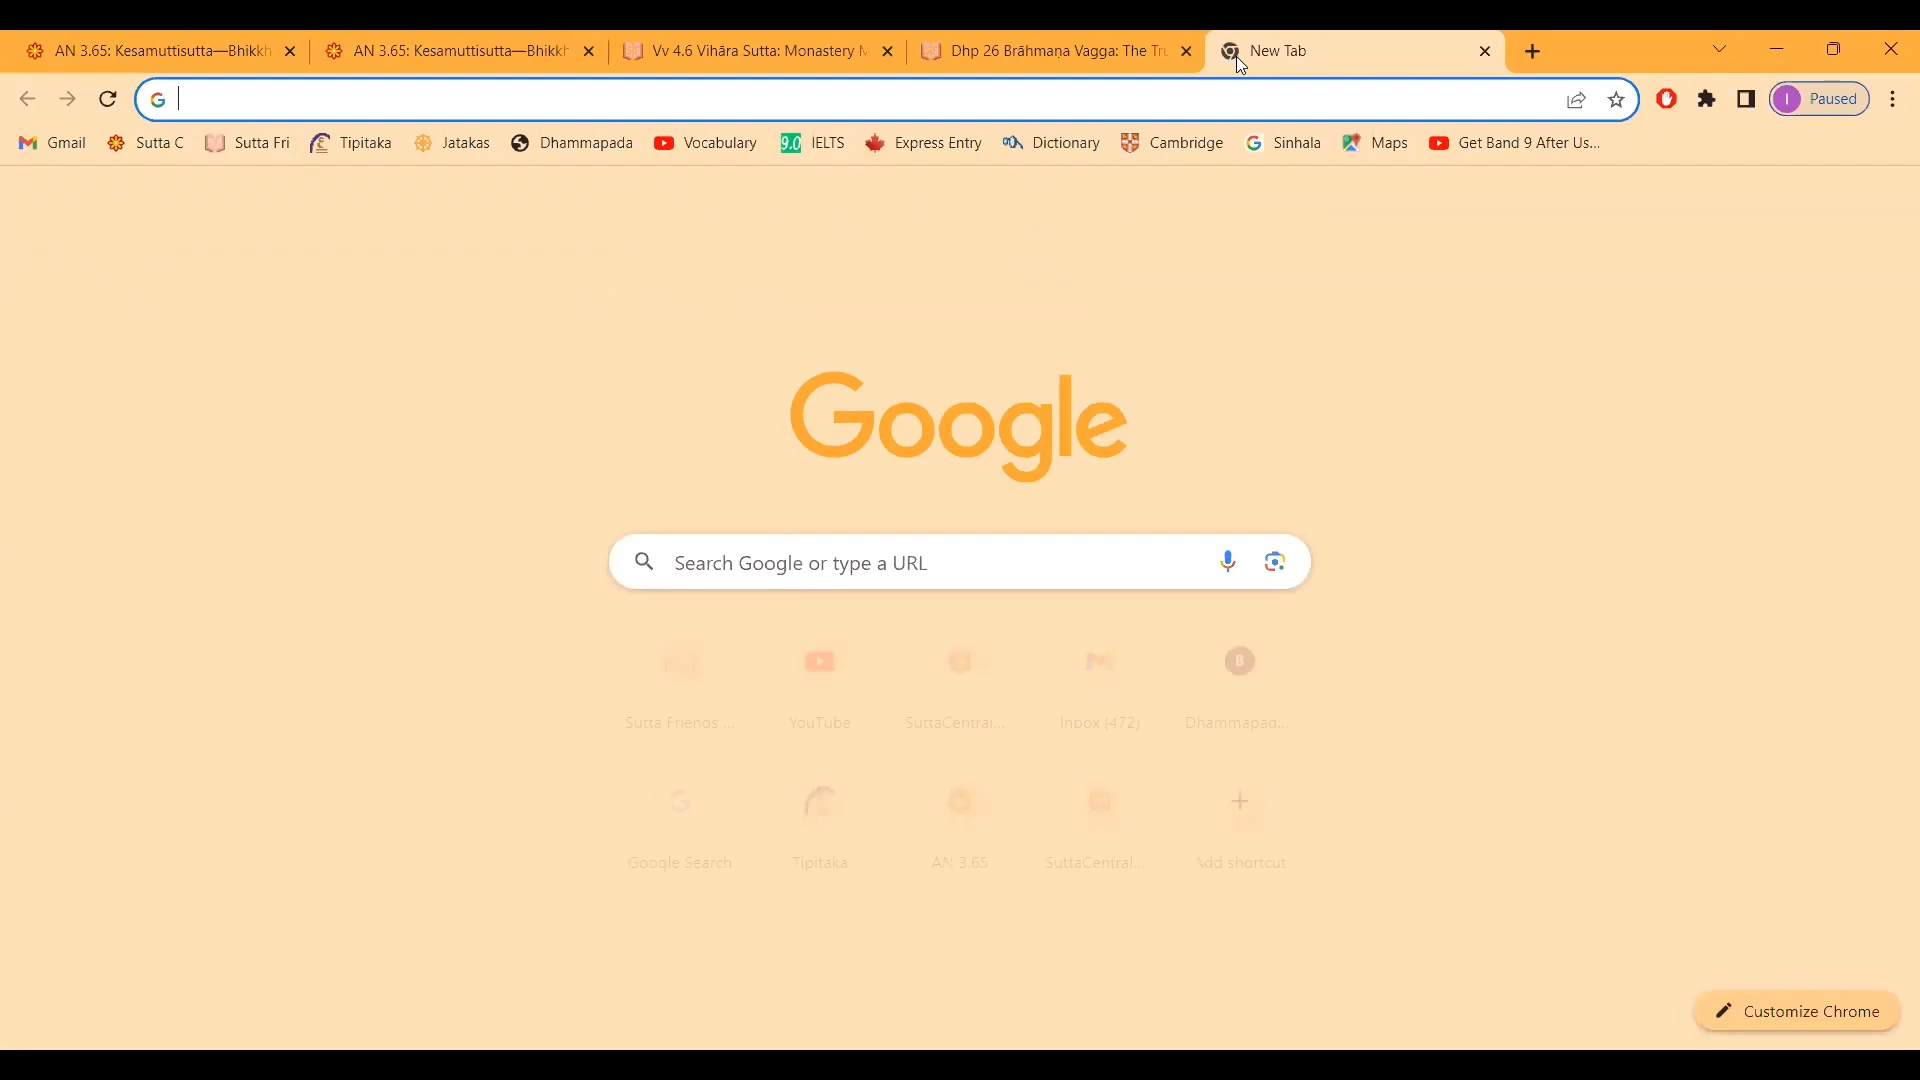 AN 3.65: Kesamuttisutta—Bhikkh
AN 3.65: Kesamuttisutta—Bhikkh
Vv 4.6 Vihāra Sutta: Monastery M
Dhp 26 Brāhmaṇa Vagga: The Tru
New Tab
Paused
Gmail
Sutta C
Sutta Fri
Tipitaka
Jatakas
Dhammapada
Vocabulary
9.0 IELTS
Express Entry
Dictionary
Cambridge
Sinhala
Maps
Get Band 9 After Us...
Google
Search Google or type a URL
Sutta Friends ...
YouTube
SuttaCentral...
Inbox (472)
Dhammapad...
Google Search
Tipitaka
AN 3.65
SuttaCentral...
Add shortcut
Customize Chrome